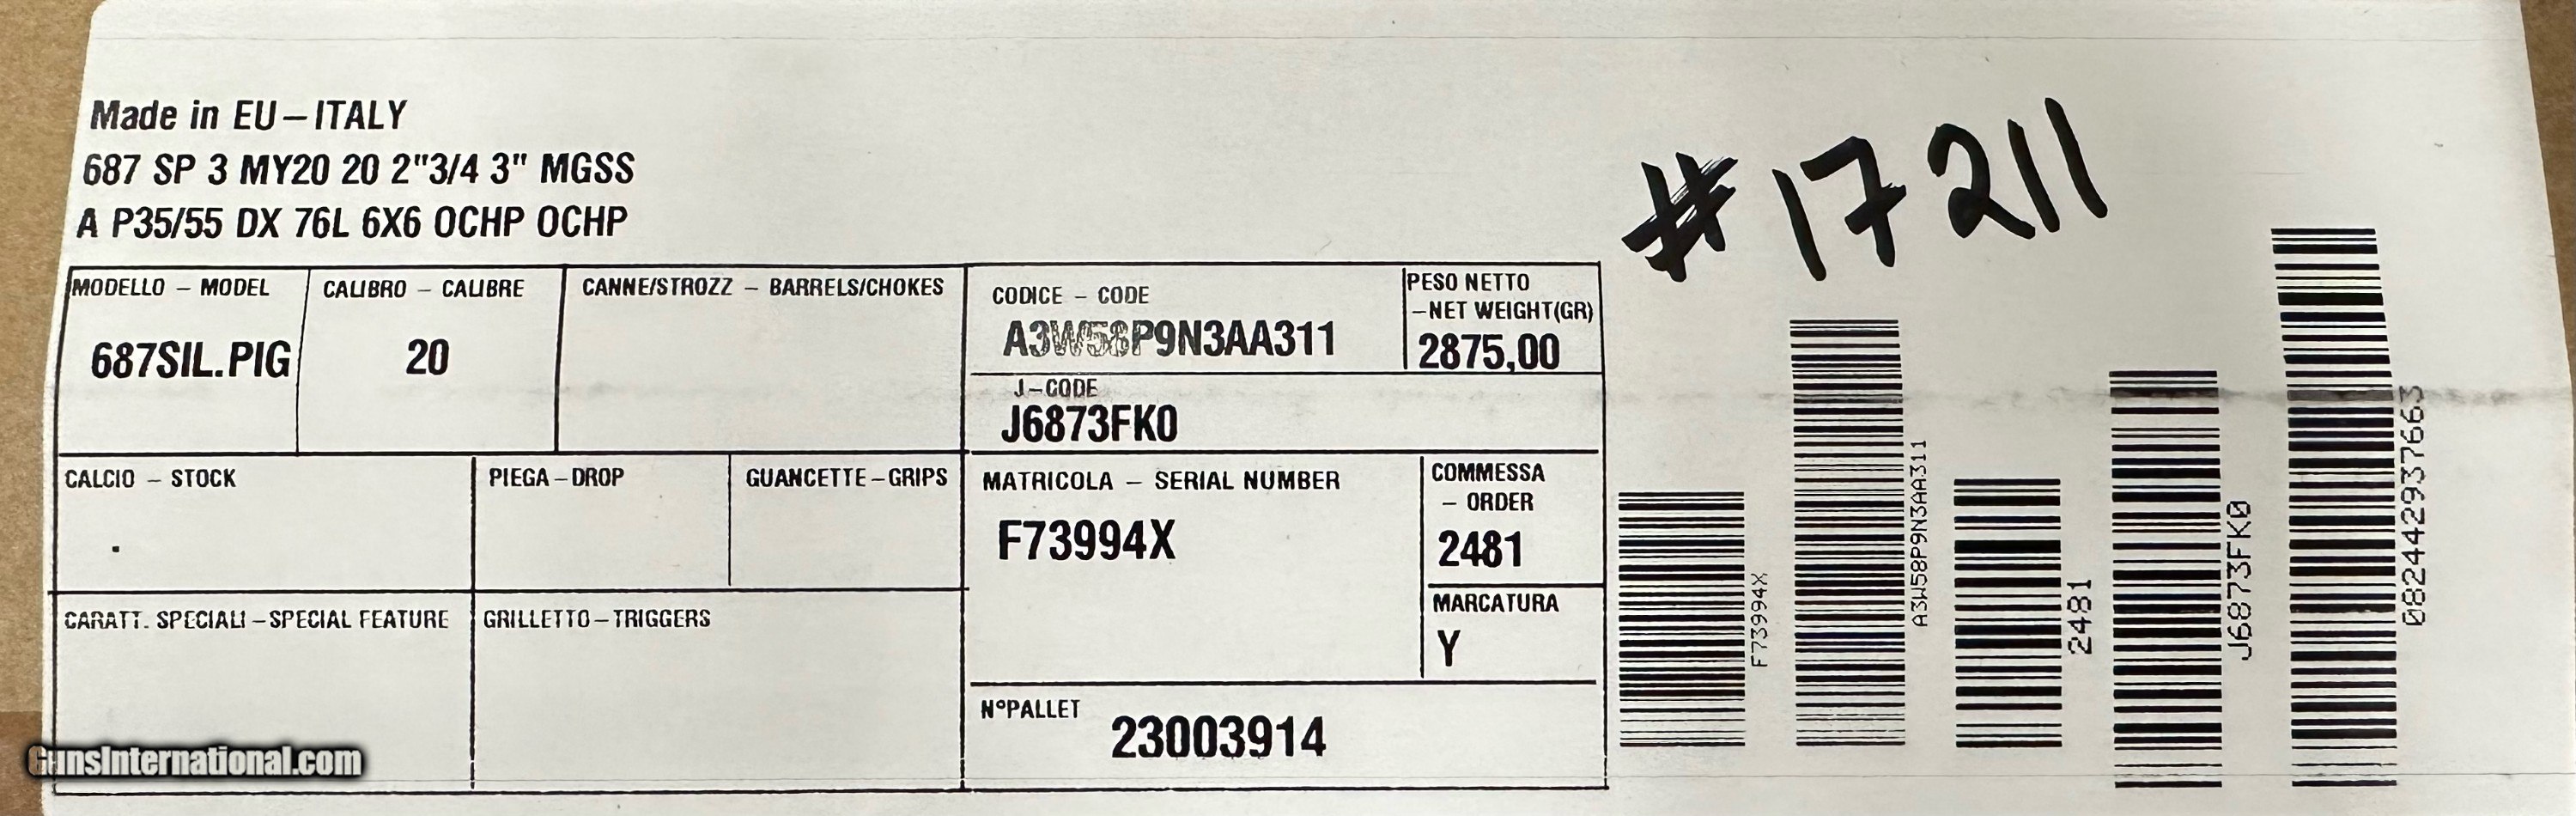 Made in EU–ITALY
687 SP 3 MY20 20 2"3/4 3" MGSS
A P35/55 DX 76L 6X6 OCHP OCHP
#17211
MODELLO – MODEL
687SIL.PIG
CALIBRO – CALIBRE
20
CANNE/STROZZ – BARRELS/CHOKES
CODICE – CODE
A3W58P9N3AA311
PESO NETTO
–NET WEIGHT(GR)
2875,00
J–CODE
J6873FK0
CALCIO – STOCK
.
PIEGA–DROP
GUANCETTE–GRIPS
MATRICOLA – SERIAL NUMBER
F73994X
COMMESSA
– ORDER
2481
MARCATURA
Y
CARATT. SPECIALI–SPECIAL FEATURE
GRILLETTO–TRIGGERS
N°PALLET
23003914
F73994X
A3W58P9N3AA311
2481
J6873FK0
082442937663
GunsInternational.com